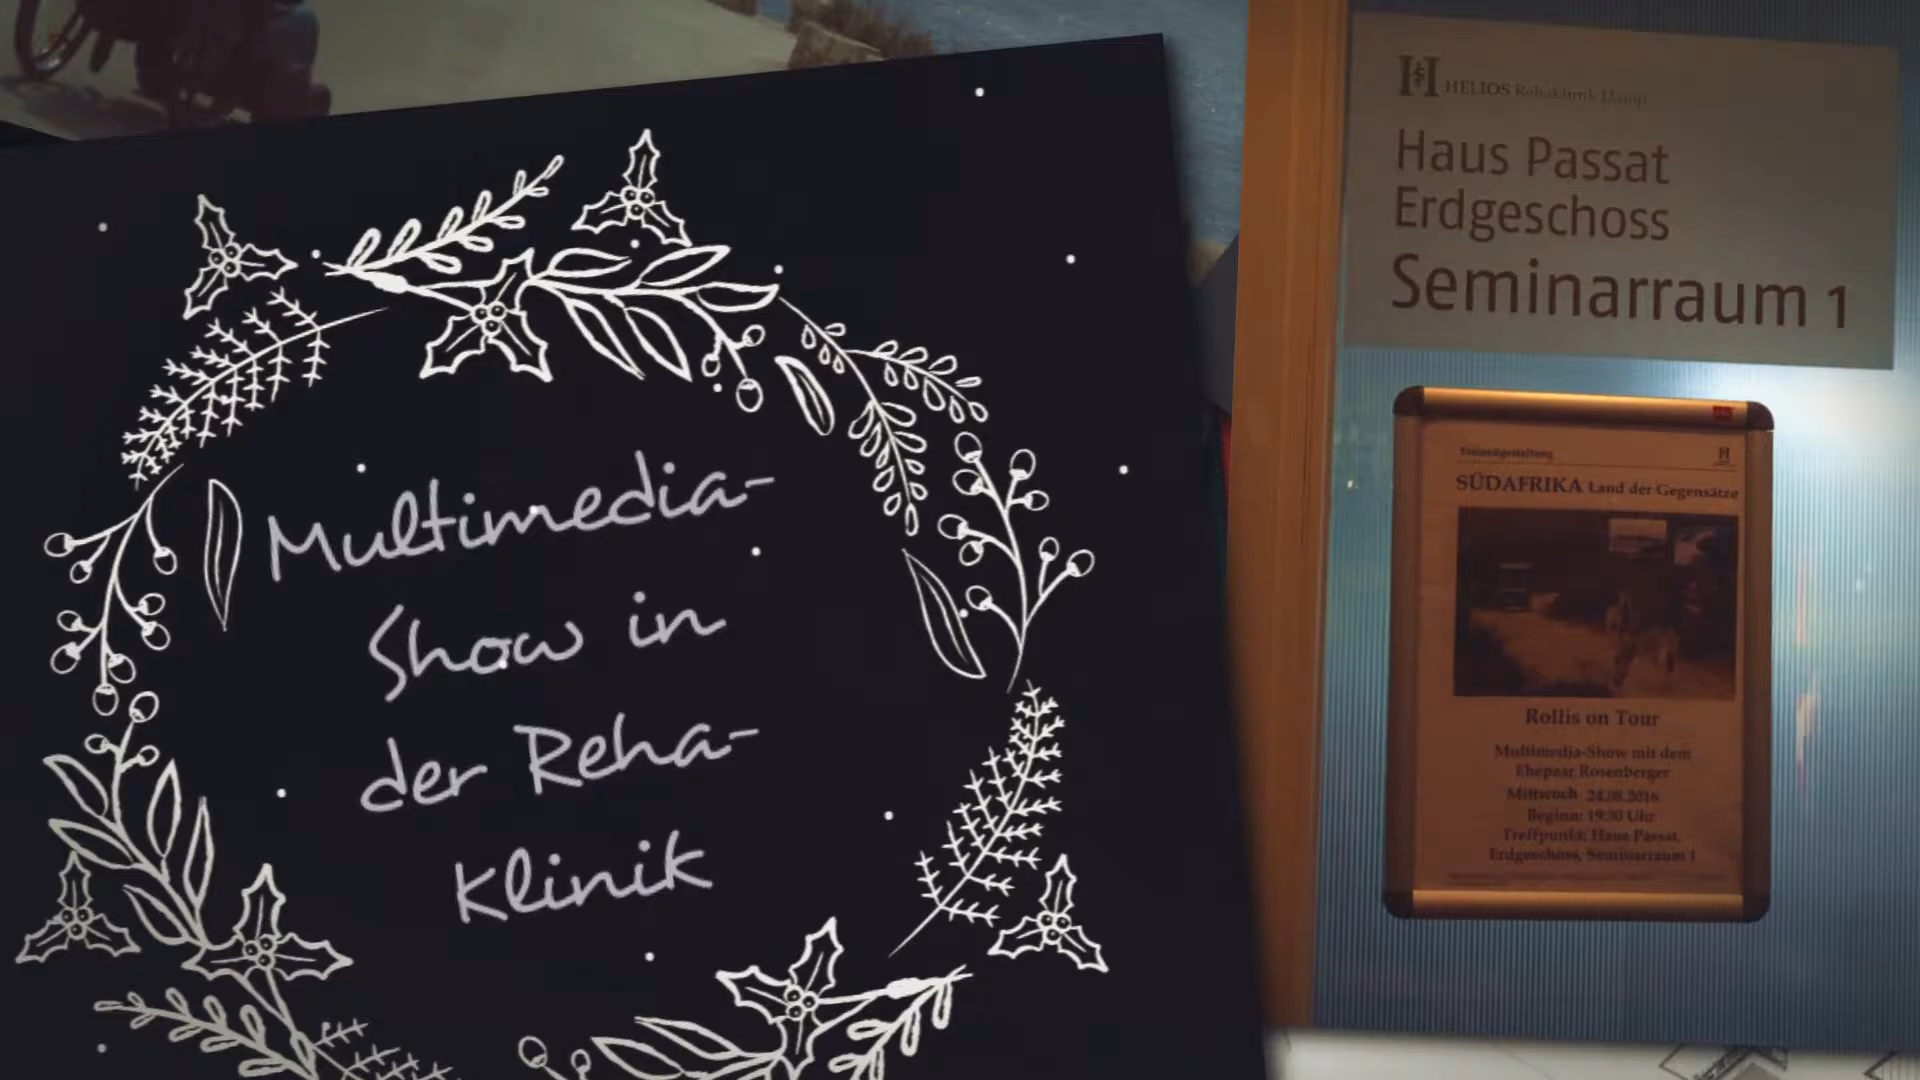 Multimedia-
Show in
der Reha-
Klinik
HELIOS Rehaklinik Damp
Haus Passat
Erdgeschoss
Seminarraum 1
SÜDAFRIKA Land der Gegensätze
Rollis on Tour
Multimedia-Show mit dem
Ehepaar Rosenberger
Mittwoch 24.08.2016
Beginn: 19:30 Uhr
Treffpunkt: Haus Passat,
Erdgeschoss, Seminarraum 1